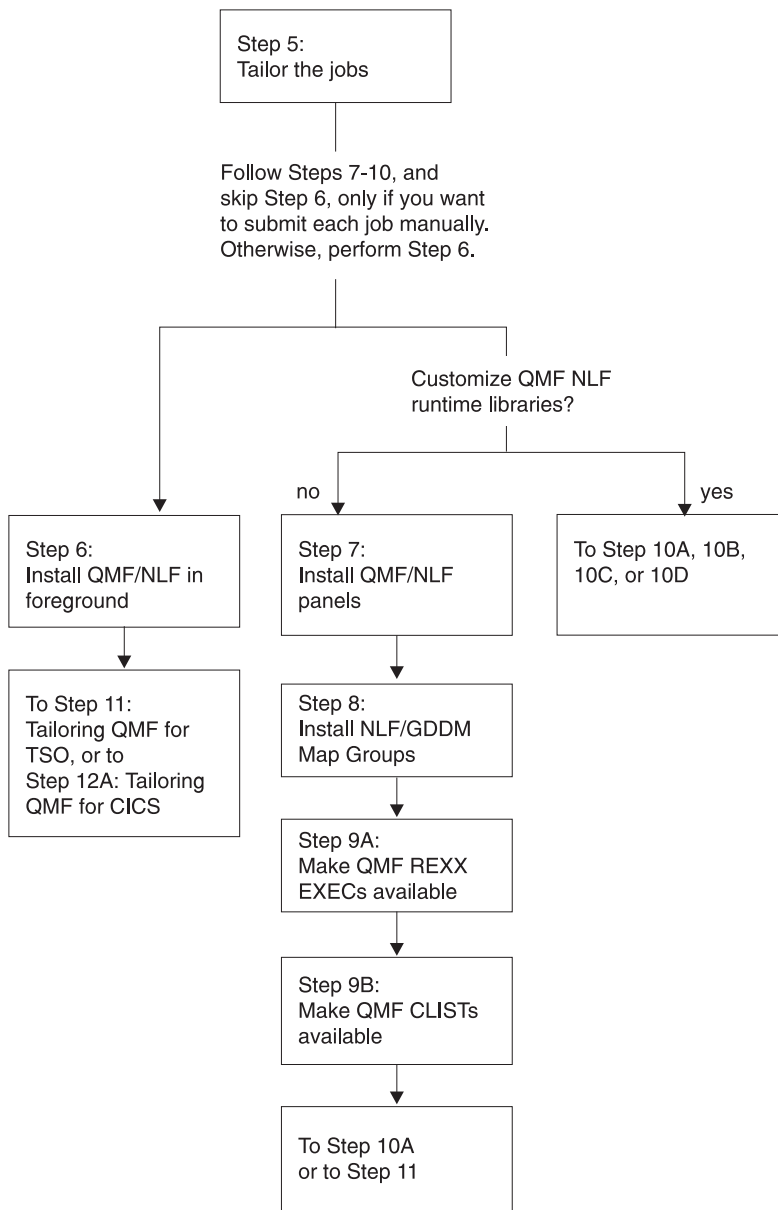 Step 5:
Tailor the jobs
Follow Steps 7-10, and
skip Step 6, only if you want
to submit each job manually.
Otherwise, perform Step 6.
Customize QMF NLF
runtime libraries?
no
yes
Step 6:
Install QMF/NLF in
foreground
Step 7:
Install QMF/NLF
panels
To Step 10A, 10B,
10C, or 10D
To Step 11:
Tailoring QMF for
TSO, or to
Step 12A: Tailoring
QMF for CICS
Step 8:
Install NLF/GDDM
Map Groups
Step 9A:
Make QMF REXX
EXECs available
Step 9B:
Make QMF CLISTs
available
To Step 10A
or to Step 11